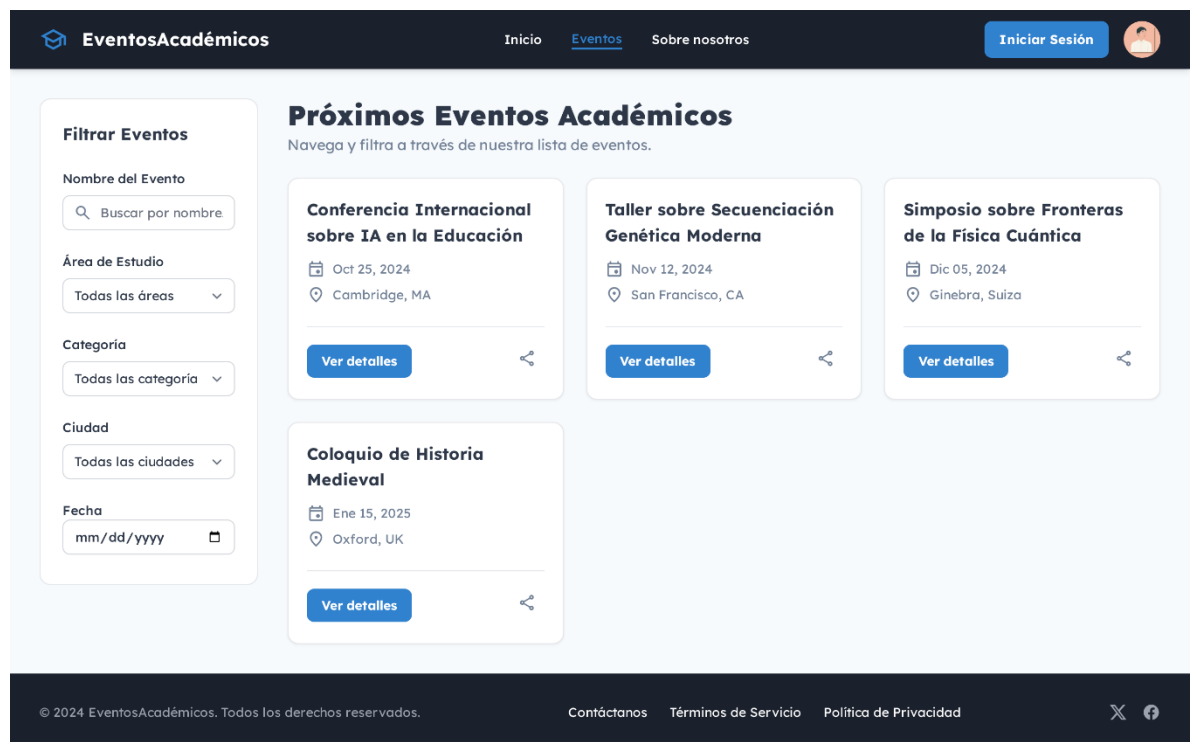 EventosAcadémicos
Inicio
Eventos
Sobre nosotros
Iniciar Sesión
Filtrar Eventos
Nombre del Evento
Buscar por nombre
Área de Estudio
Todas las áreas
Categoría
Todas las categoría
Ciudad
Todas las ciudades
Fecha
mm/dd/yyyy
Próximos Eventos Académicos
Navega y filtra a través de nuestra lista de eventos.
Conferencia Internacional
sobre IA en la Educación
Oct 25, 2024
Cambridge, MA
Ver detalles
Taller sobre Secuenciación
Genética Moderna
Nov 12, 2024
San Francisco, CA
Ver detalles
Simposio sobre Fronteras
de la Física Cuántica
Dic 05, 2024
Ginebra, Suiza
Ver detalles
Coloquio de Historia
Medieval
Ene 15, 2025
Oxford, UK
Ver detalles
© 2024 EventosAcadémicos. Todos los derechos reservados.
Contáctanos
Términos de Servicio
Política de Privacidad